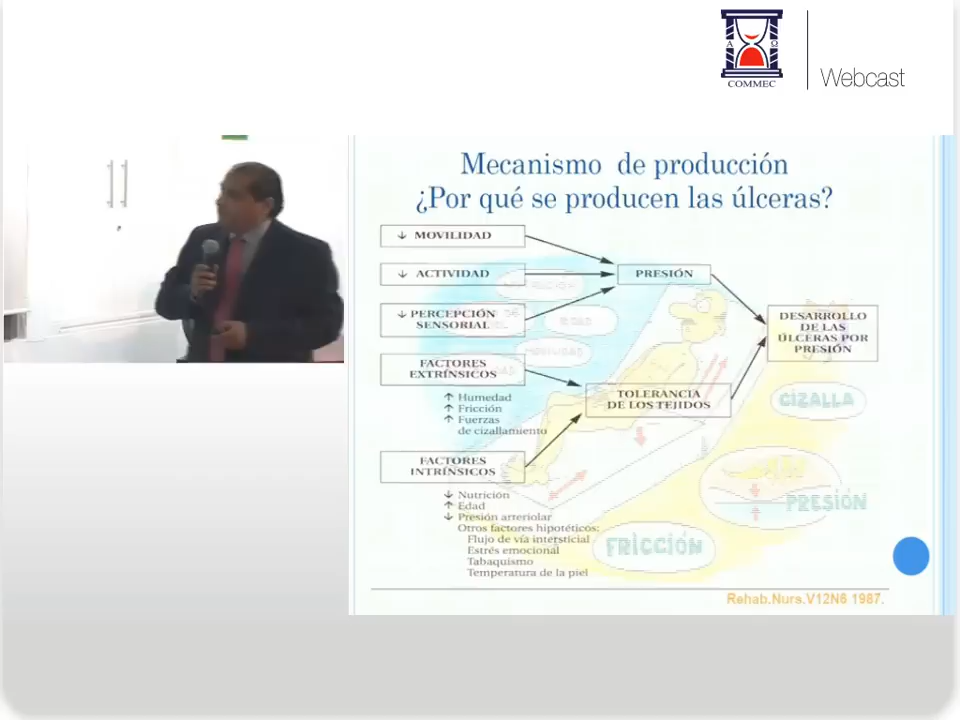 A Ω
COMMEC
Webcast
Mecanismo de producción
¿Por qué se producen las úlceras?
↓ MOVILIDAD
↓ ACTIVIDAD
↓ PERCEPCIÓN
SENSORIAL
FACTORES
EXTRÍNSICOS
↑ Humedad
↑ Fricción
↑ Fuerzas
de cizallamiento
FACTORES
INTRÍNSICOS
↓ Nutrición
↑ Edad
↓ Presión arteriolar
Otros factores hipotéticos:
Flujo de vía intersticial
Estrés emocional
Tabaquismo
Temperatura de la piel
PRESIÓN
TOLERANCIA
DE LOS TEJIDOS
DESARROLLO
DE LAS
ÚLCERAS POR
PRESIÓN
CIZALLA
PRESIÓN
FRICCIÓN
Rehab.Nurs.V12N6 1987.